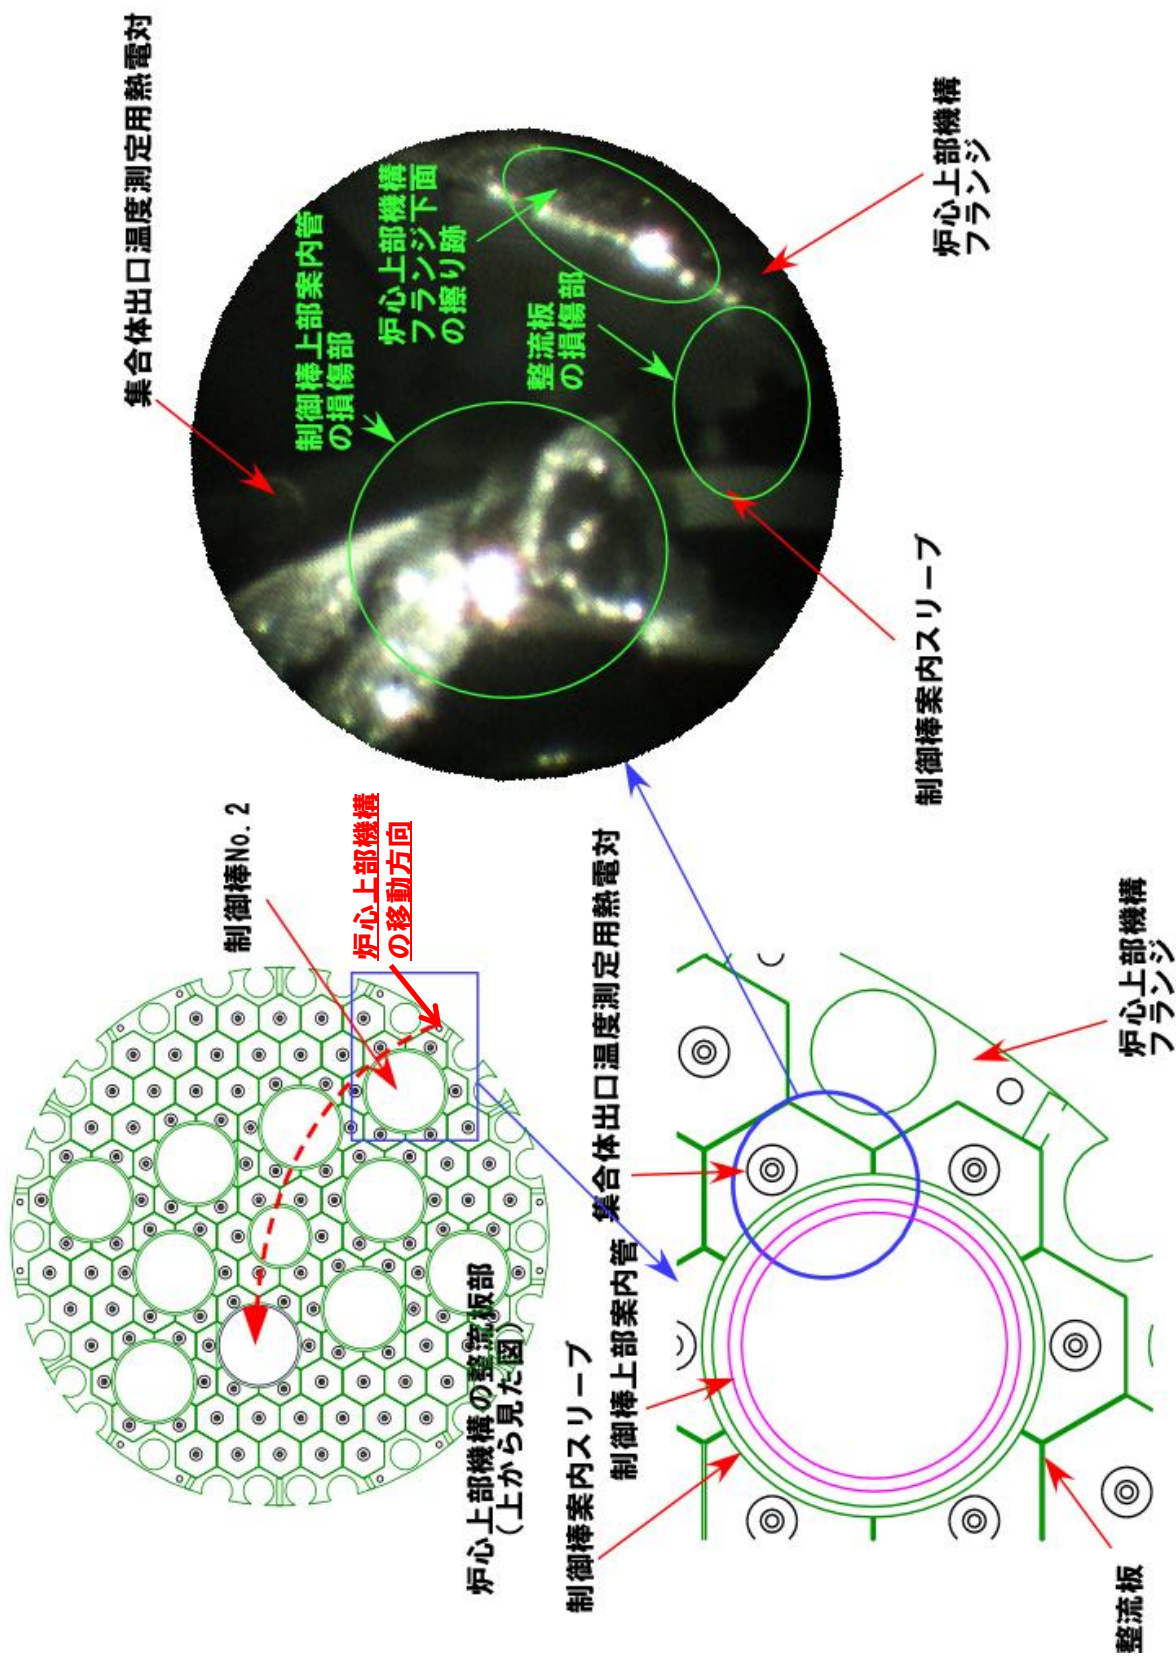 制御棒No. 2
炉心上部機構
の移動方向
炉心上部機構の整流板部
(上から見た図)
集合体出口温度測定用熱電対
制御棒上部案内管
の損傷部
炉心上部機構
フランジ下面
の擦り跡
整流板
の損傷部
炉心上部機構
フランジ
制御棒案内スリーブ
集合体出口温度測定用熱電対
制御棒上部案内管
制御棒案内スリーブ
炉心上部機構
フランジ
整流板